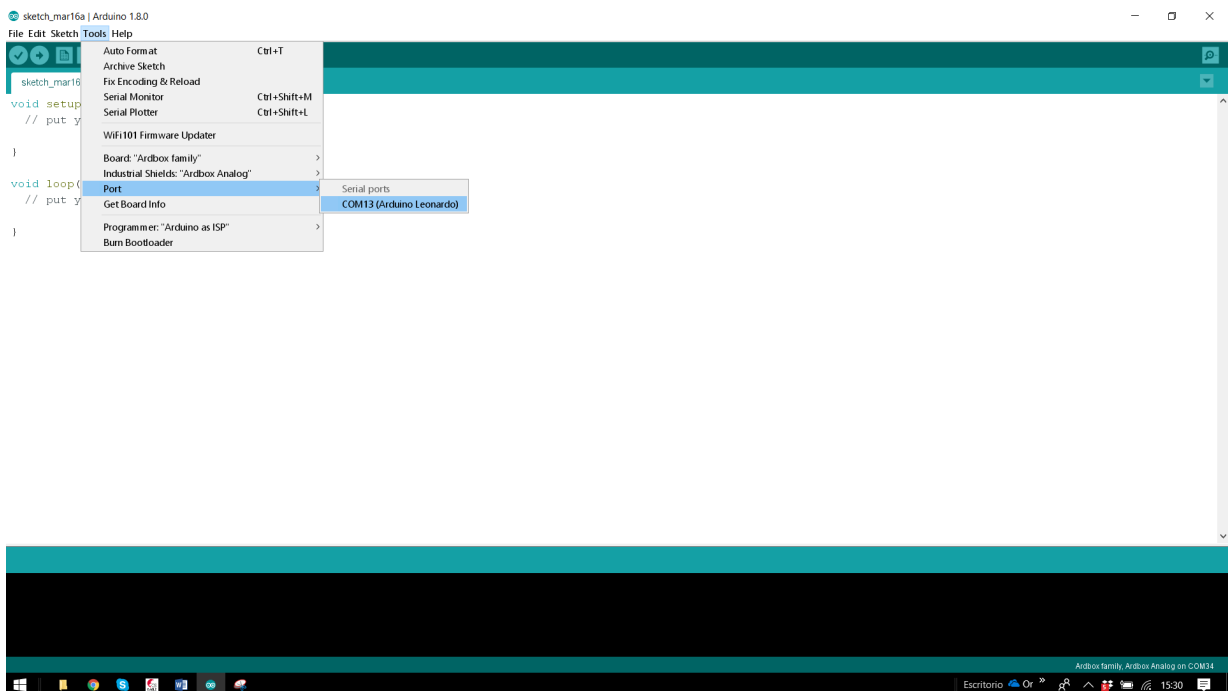 sketch_mar16a | Arduino 1.8.0
File Edit Sketch Tools Help
sketch_mar16
void setup
// put y
}
void loop(
// put y
}
Auto Format Ctrl+T
Archive Sketch
Fix Encoding & Reload
Serial Monitor Ctrl+Shift+M
Serial Plotter Ctrl+Shift+L
WiFi101 Firmware Updater
Board: "Ardbox family"
Industrial Shields: "Ardbox Analog"
Port
Get Board Info
Programmer: "Arduino as ISP"
Burn Bootloader
Serial ports
COM13 (Arduino Leonardo)
Ardbox family, Ardbox Analog on COM34
Escritorio Or » 15:30